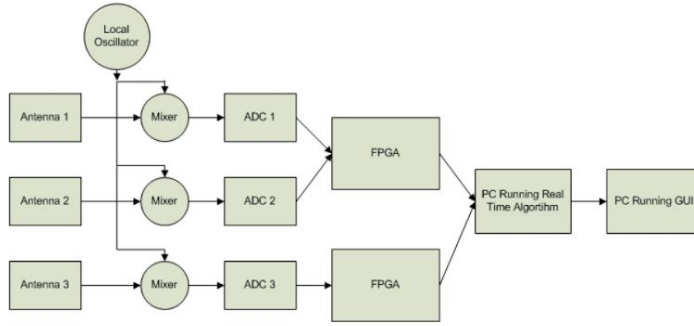 Local
Oscillator
Antenna 1
Mixer
ADC 1
FPGA
Antenna 2
Mixer
ADC 2
PC Running Real
Time Algortihm
PC Running GUI
Antenna 3
Mixer
ADC 3
FPGA